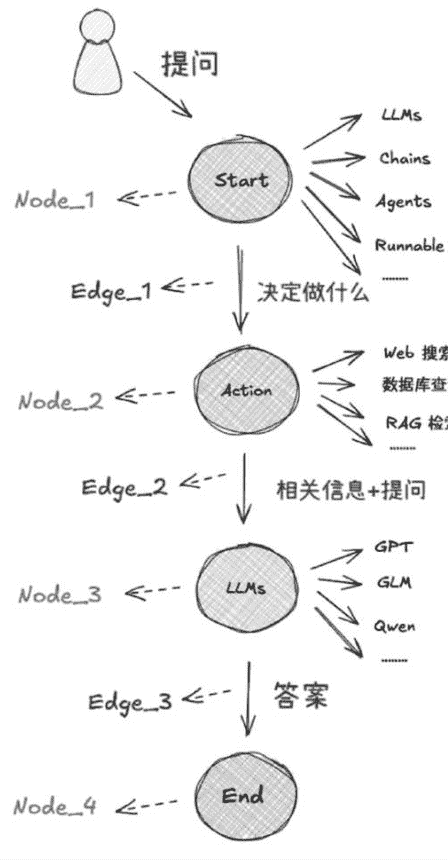 提问
LLMs
Chains
Start
Node_1
Agents
Runnable
........
Edge_1
决定做什么
Web 搜索
Action
数据库查
Node_2
RAG 检索
........
Edge_2
相关信息+提问
GPT
GLM
LLMs
Node_3
Qwen
........
Edge_3
答案
End
Node_4